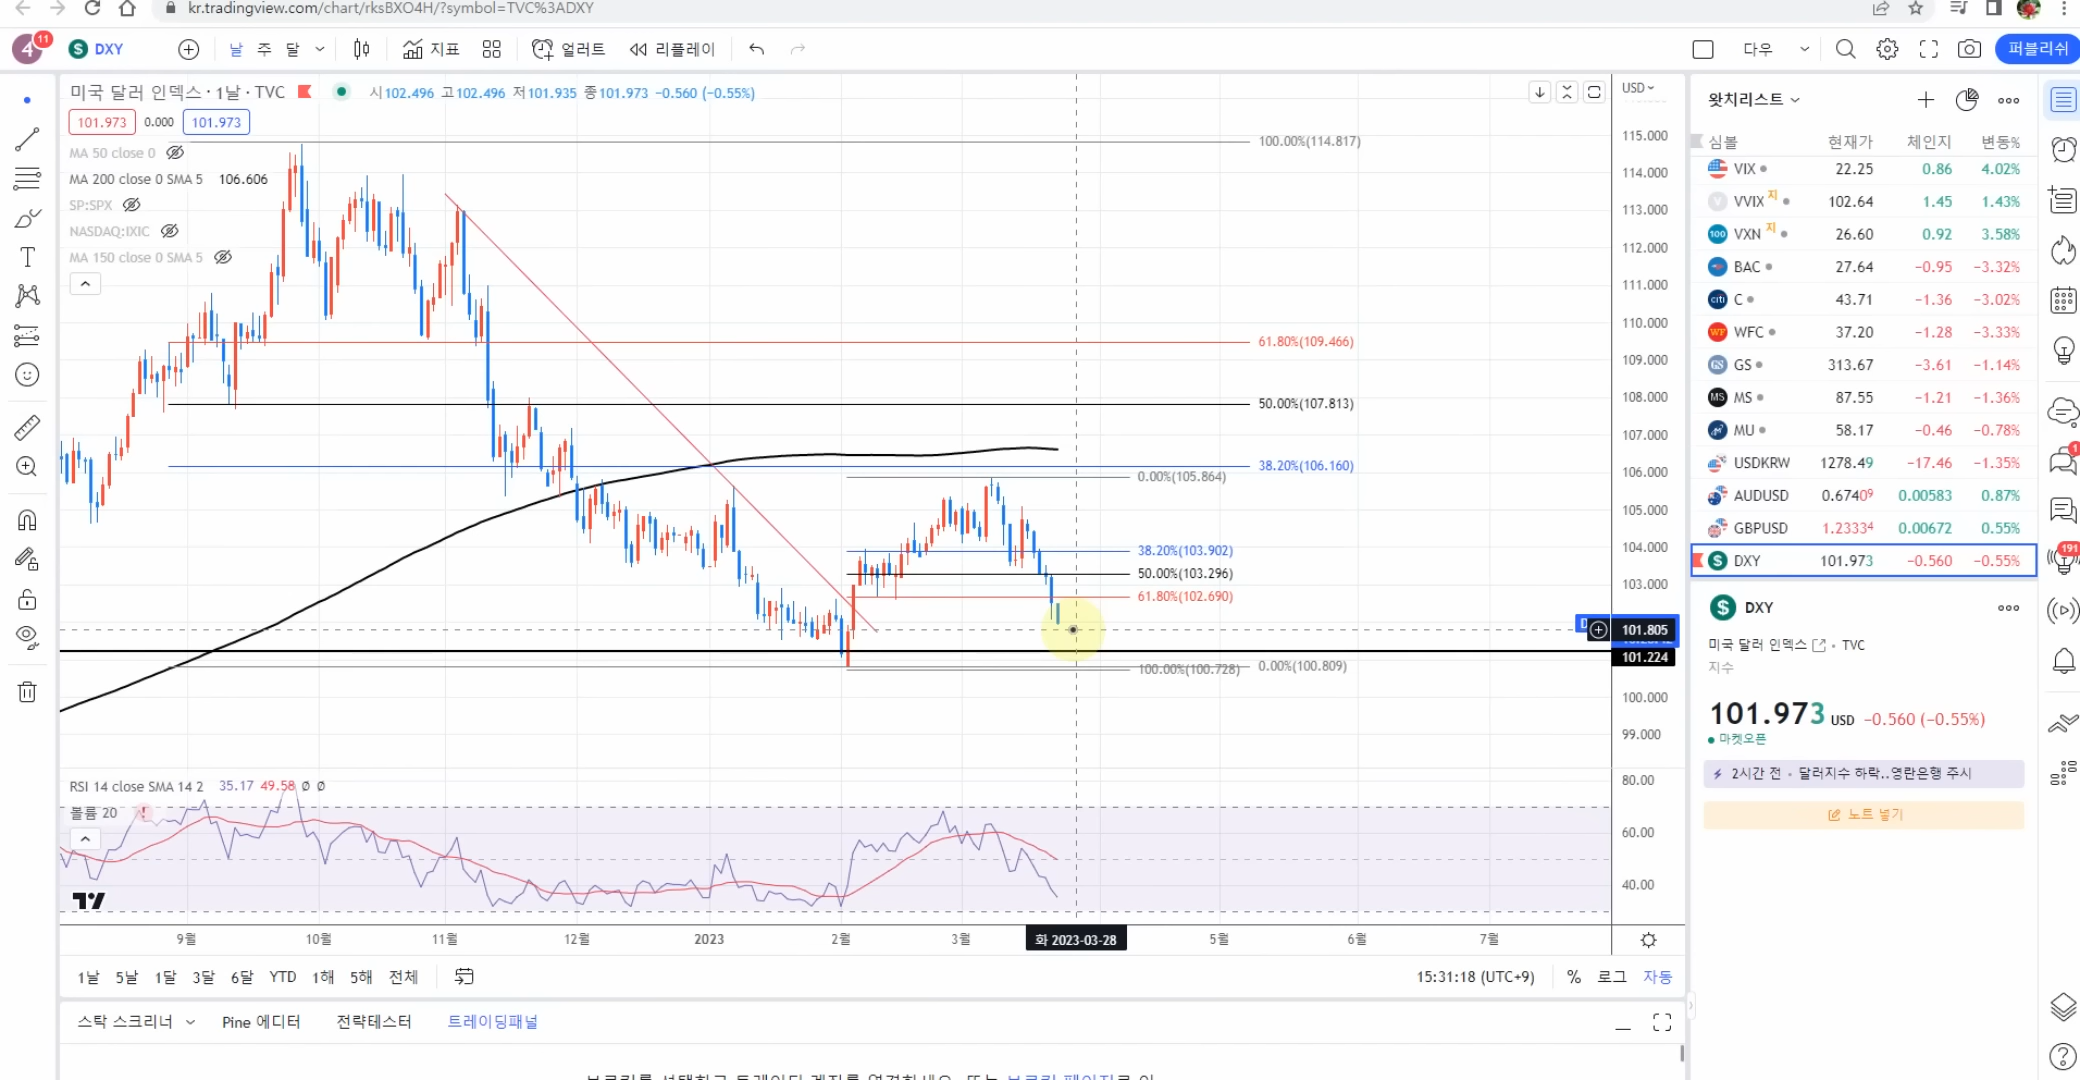 kr.tradingview.com/chart/rksBXO4H/?symbol=TVC%3ADXY
4 11 DXY 날 주 달 지표 얼러트 리플레이 다우 퍼블리쉬
미국 달러 인덱스 · 1날 · TVC 시102.496 고102.496 저101.935 종101.973 −0.560 (−0.55%)
101.973 0.000 101.973
MA 50 close 0
MA 200 close 0 SMA 5 106.606
SP:SPX
NASDAQ:IXIC
MA 150 close 0 SMA 5
100.00%(114.817)
61.80%(109.466)
50.00%(107.813)
38.20%(106.160)
0.00%(105.864)
38.20%(103.902)
50.00%(103.296)
61.80%(102.690)
100.00%(100.728) 0.00%(100.809)
USD
115.000
114.000
113.000
112.000
111.000
110.000
109.000
108.000
107.000
106.000
105.000
104.000
103.000
101.805
101.224
100.000
99.000
RSI 14 close SMA 14 2 35.17 49.58 Ø Ø
볼륨 20
80.00
60.00
40.00
9월 10월 11월 12월 2023 2월 3월 화 2023-03-28 5월 6월 7월
1날 5날 1달 3달 6달 YTD 1해 5해 전체 15:31:18 (UTC+9) % 로그 자동
스탁 스크리너 Pine 에디터 전략테스터 트레이딩패널
왓치리스트
심볼 현재가 체인지 변동%
VIX 22.25 0.86 4.02%
VVIX 지 102.64 1.45 1.43%
100 VXN 지 26.60 0.92 3.58%
BAC 27.64 −0.95 −3.32%
citi C 43.71 −1.36 −3.02%
WF WFC 37.20 −1.28 −3.33%
GS GS 313.67 −3.61 −1.14%
MS MS 87.55 −1.21 −1.36%
MU 58.17 −0.46 −0.78%
USDKRW 1278.49 −17.46 −1.35%
AUDUSD 0.67409 0.00583 0.87%
GBPUSD 1.23334 0.00672 0.55%
DXY 101.973 −0.560 −0.55%
DXY
미국 달러 인덱스 · TVC
지수
101.973 USD −0.560 (−0.55%)
마켓오픈
2시간 전 · 달러지수 하락..영란은행 주시
노트 넣기
1
191